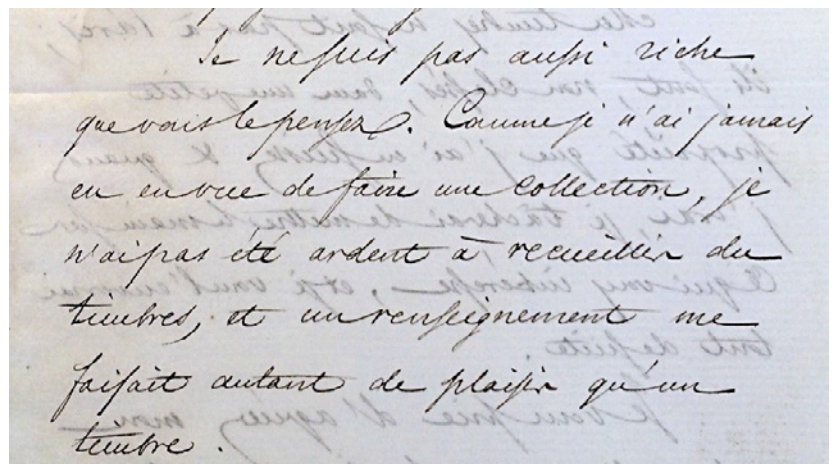 Je ne suis pas aussi riche
que vous le pensez. Comme je n'ai jamais
eu en vue de faire une collection, je
n'ai pas été ardent à recueillir du
timbres, et un renseignement me
faisait autant de plaisir qu'un
timbre.